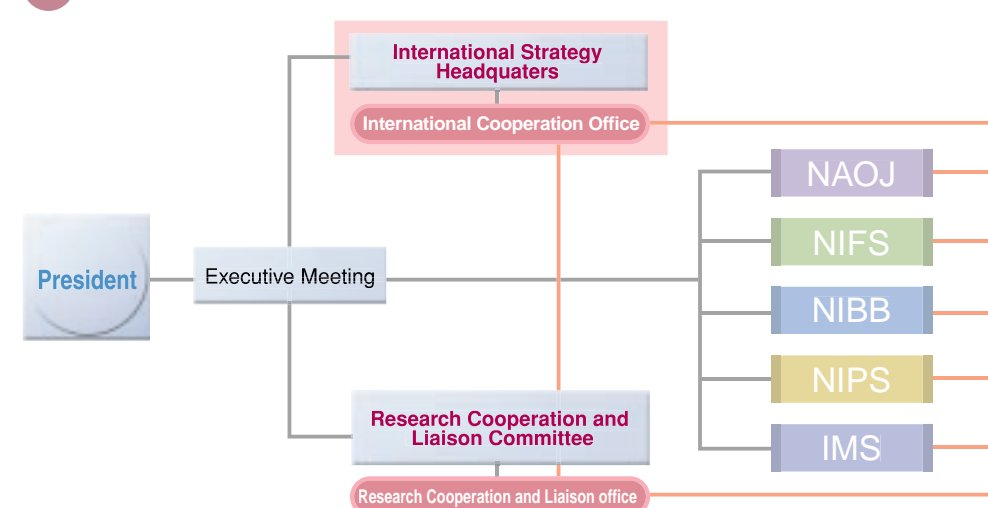 International Strategy
Headquaters
International Cooperation Office
NAOJ
NIFS
President
Executive Meeting
NIBB
NIPS
Research Cooperation and
Liaison Committee
IMS
Research Cooperation and Liaison office